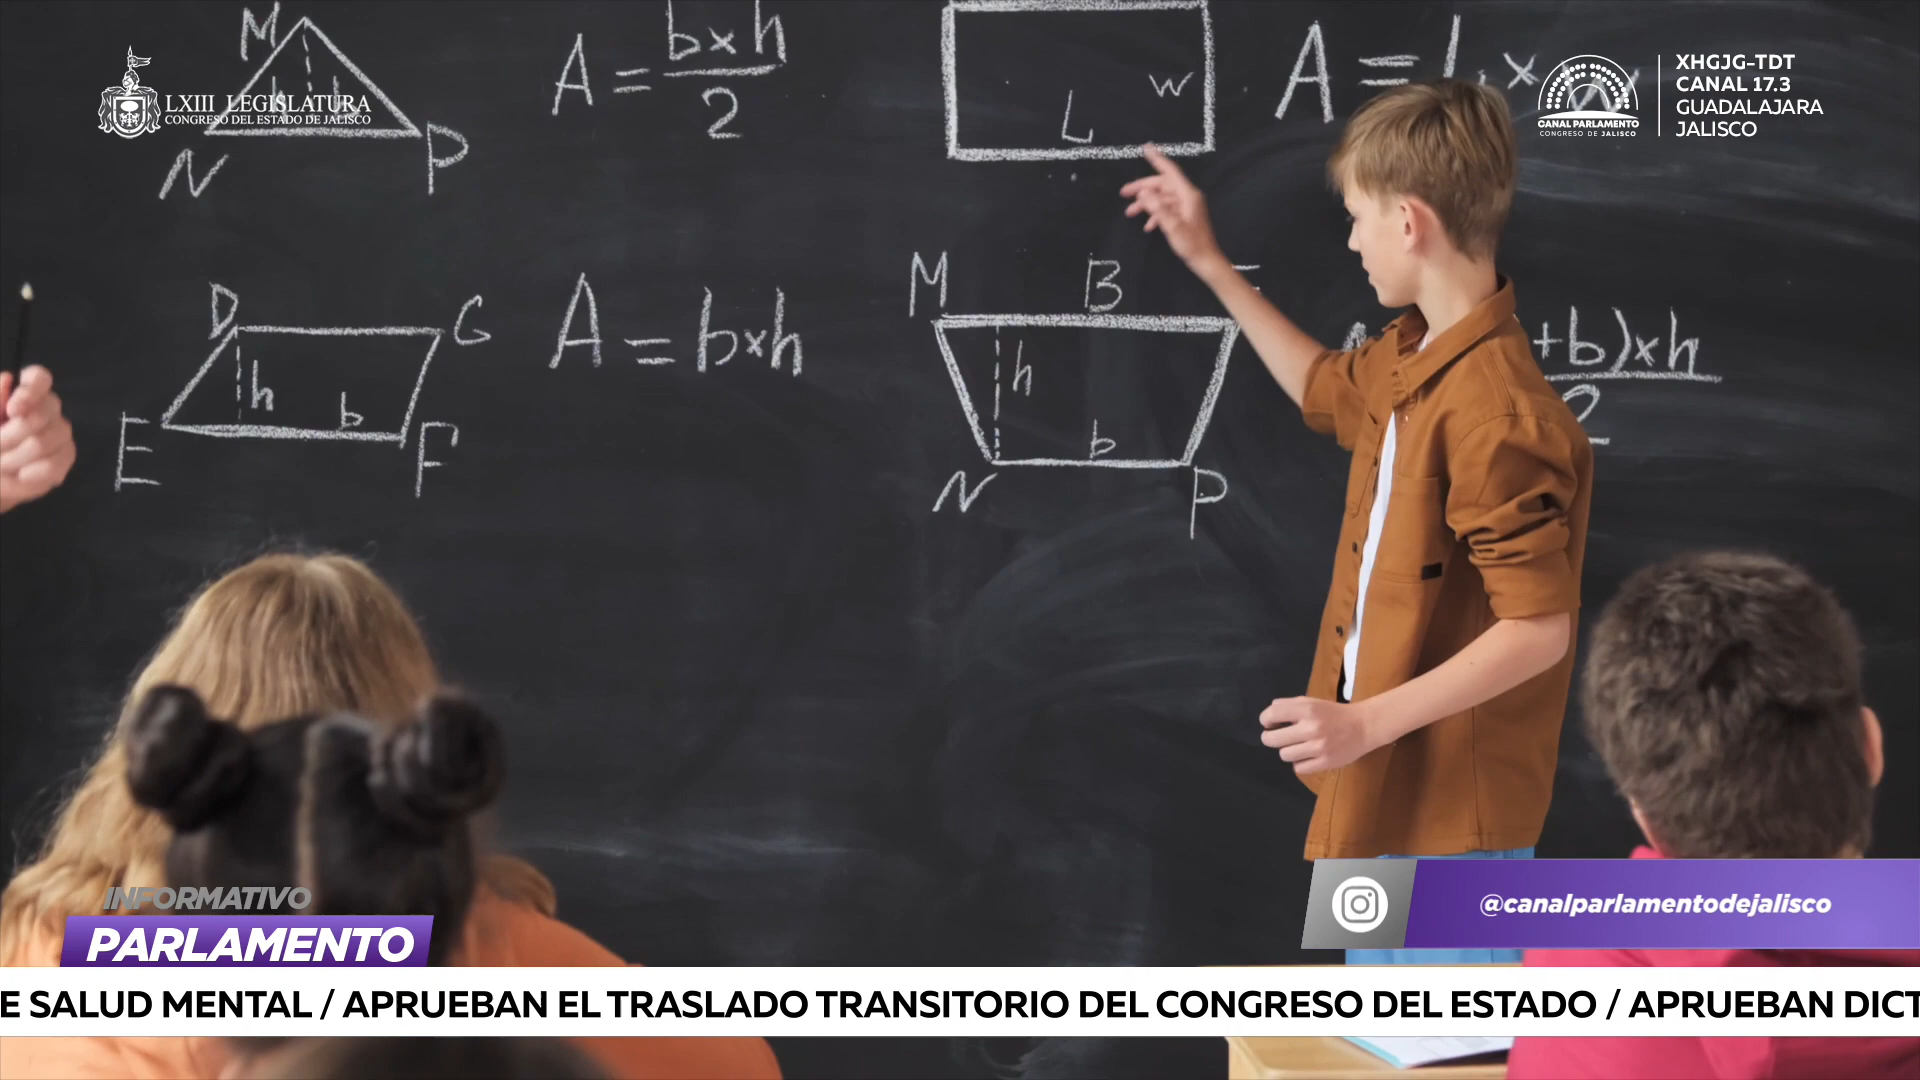 M
N
P
A = b×h
2
L
w
A = L ×
LXIII LEGISLATURA
CONGRESO DEL ESTADO DE JALISCO
CANAL PARLAMENTO
CONGRESO DE JALISCO
XHGJG-TDT
CANAL 17.3
GUADALAJARA
JALISCO
D
G
h
b
E
F
A = b×h
M
B
h
b
N
P
+b)×h
2
INFORMATIVO
PARLAMENTO
@canalparlamentodejalisco
E SALUD MENTAL / APRUEBAN EL TRASLADO TRANSITORIO DEL CONGRESO DEL ESTADO / APRUEBAN DICT